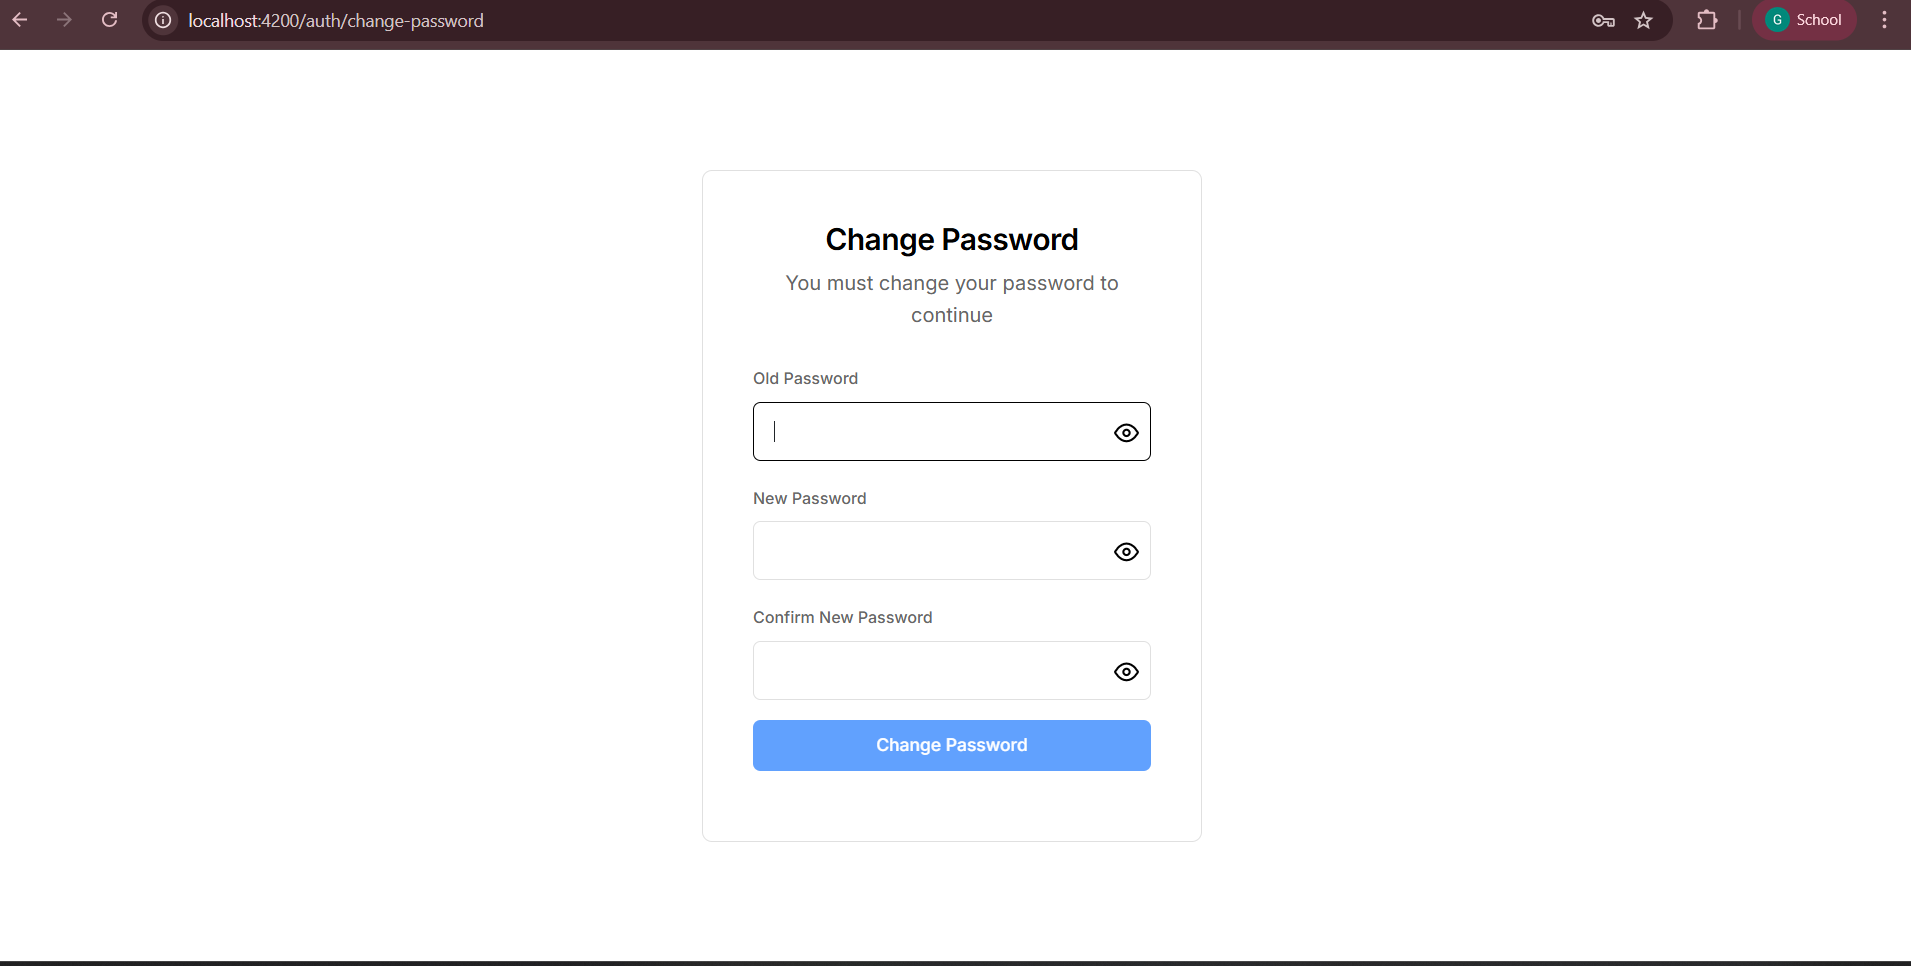 localhost:4200/auth/change-password
G School
Change Password
You must change your password to
continue
Old Password
New Password
Confirm New Password
Change Password